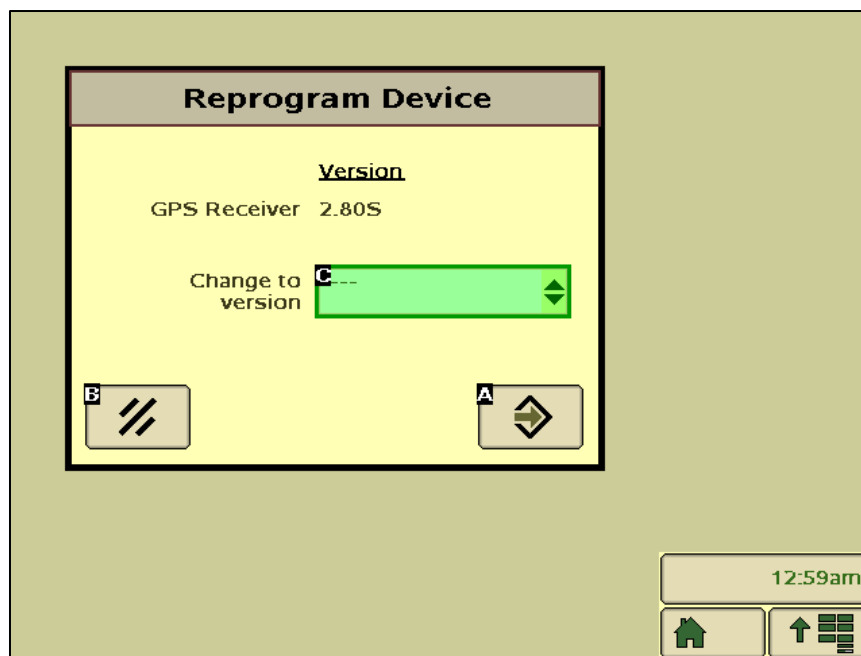 Reprogram Device
Version
GPS Receiver 2.80S
Change to
version
C ---
B
A
12:59am